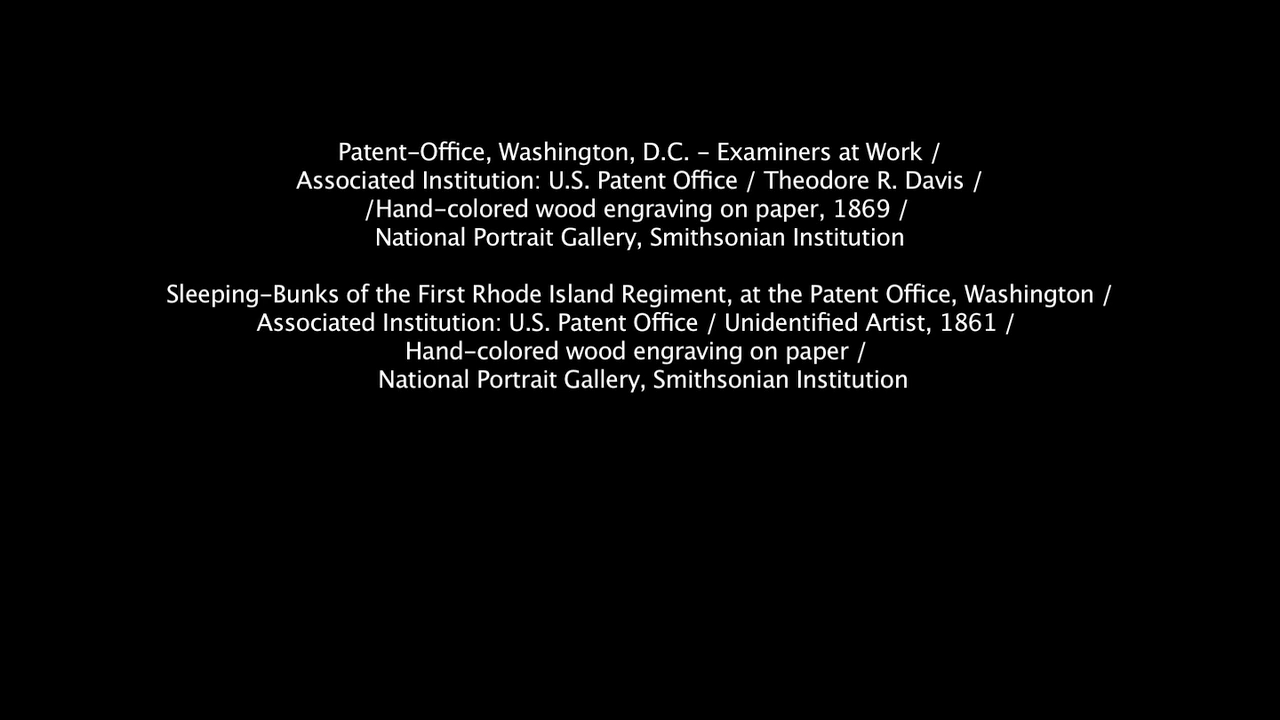 Patent-Office, Washington, D.C. - Examiners at Work /
Associated Institution: U.S. Patent Office / Theodore R. Davis /
/Hand-colored wood engraving on paper, 1869 /
National Portrait Gallery, Smithsonian Institution
Sleeping-Bunks of the First Rhode Island Regiment, at the Patent Office, Washington /
Associated Institution: U.S. Patent Office / Unidentified Artist, 1861 /
Hand-colored wood engraving on paper /
National Portrait Gallery, Smithsonian Institution